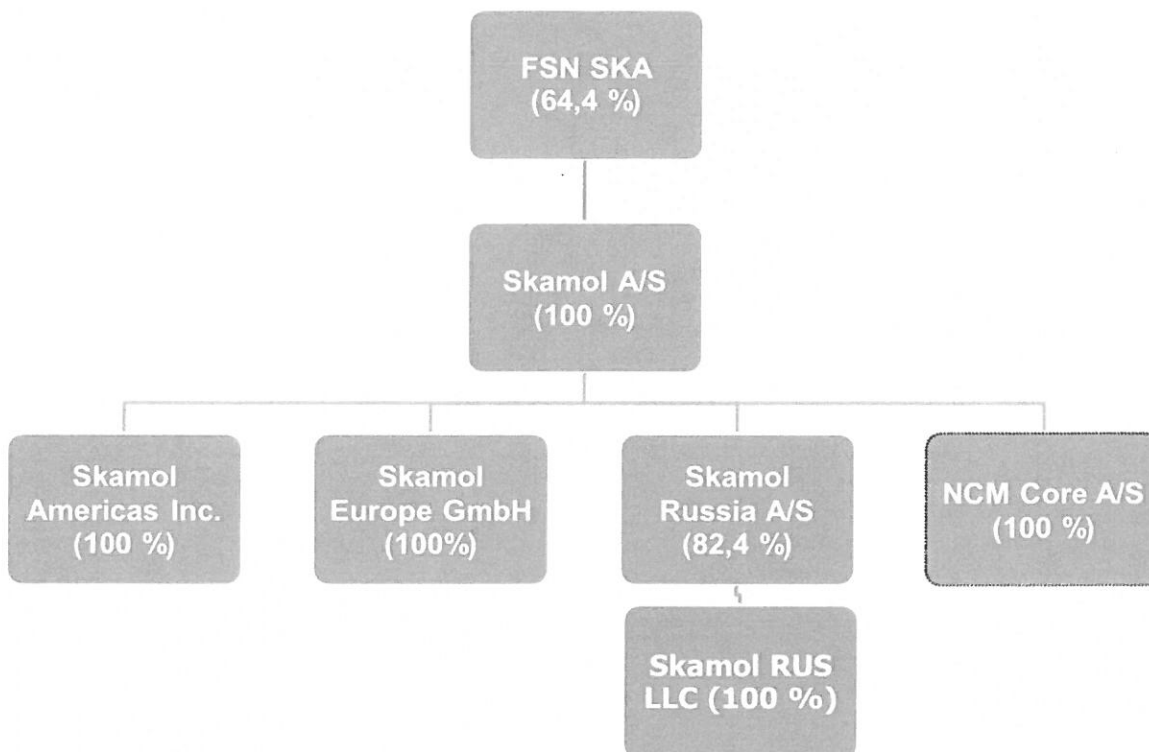 FSN SKA
(64,4 %)
Skamol A/S
(100 %)
Skamol
Americas Inc.
(100 %)
Skamol
Europe GmbH
(100%)
Skamol
Russia A/S
(82,4 %)
NCM Core A/S
(100 %)
Skamol RUS
LLC (100 %)